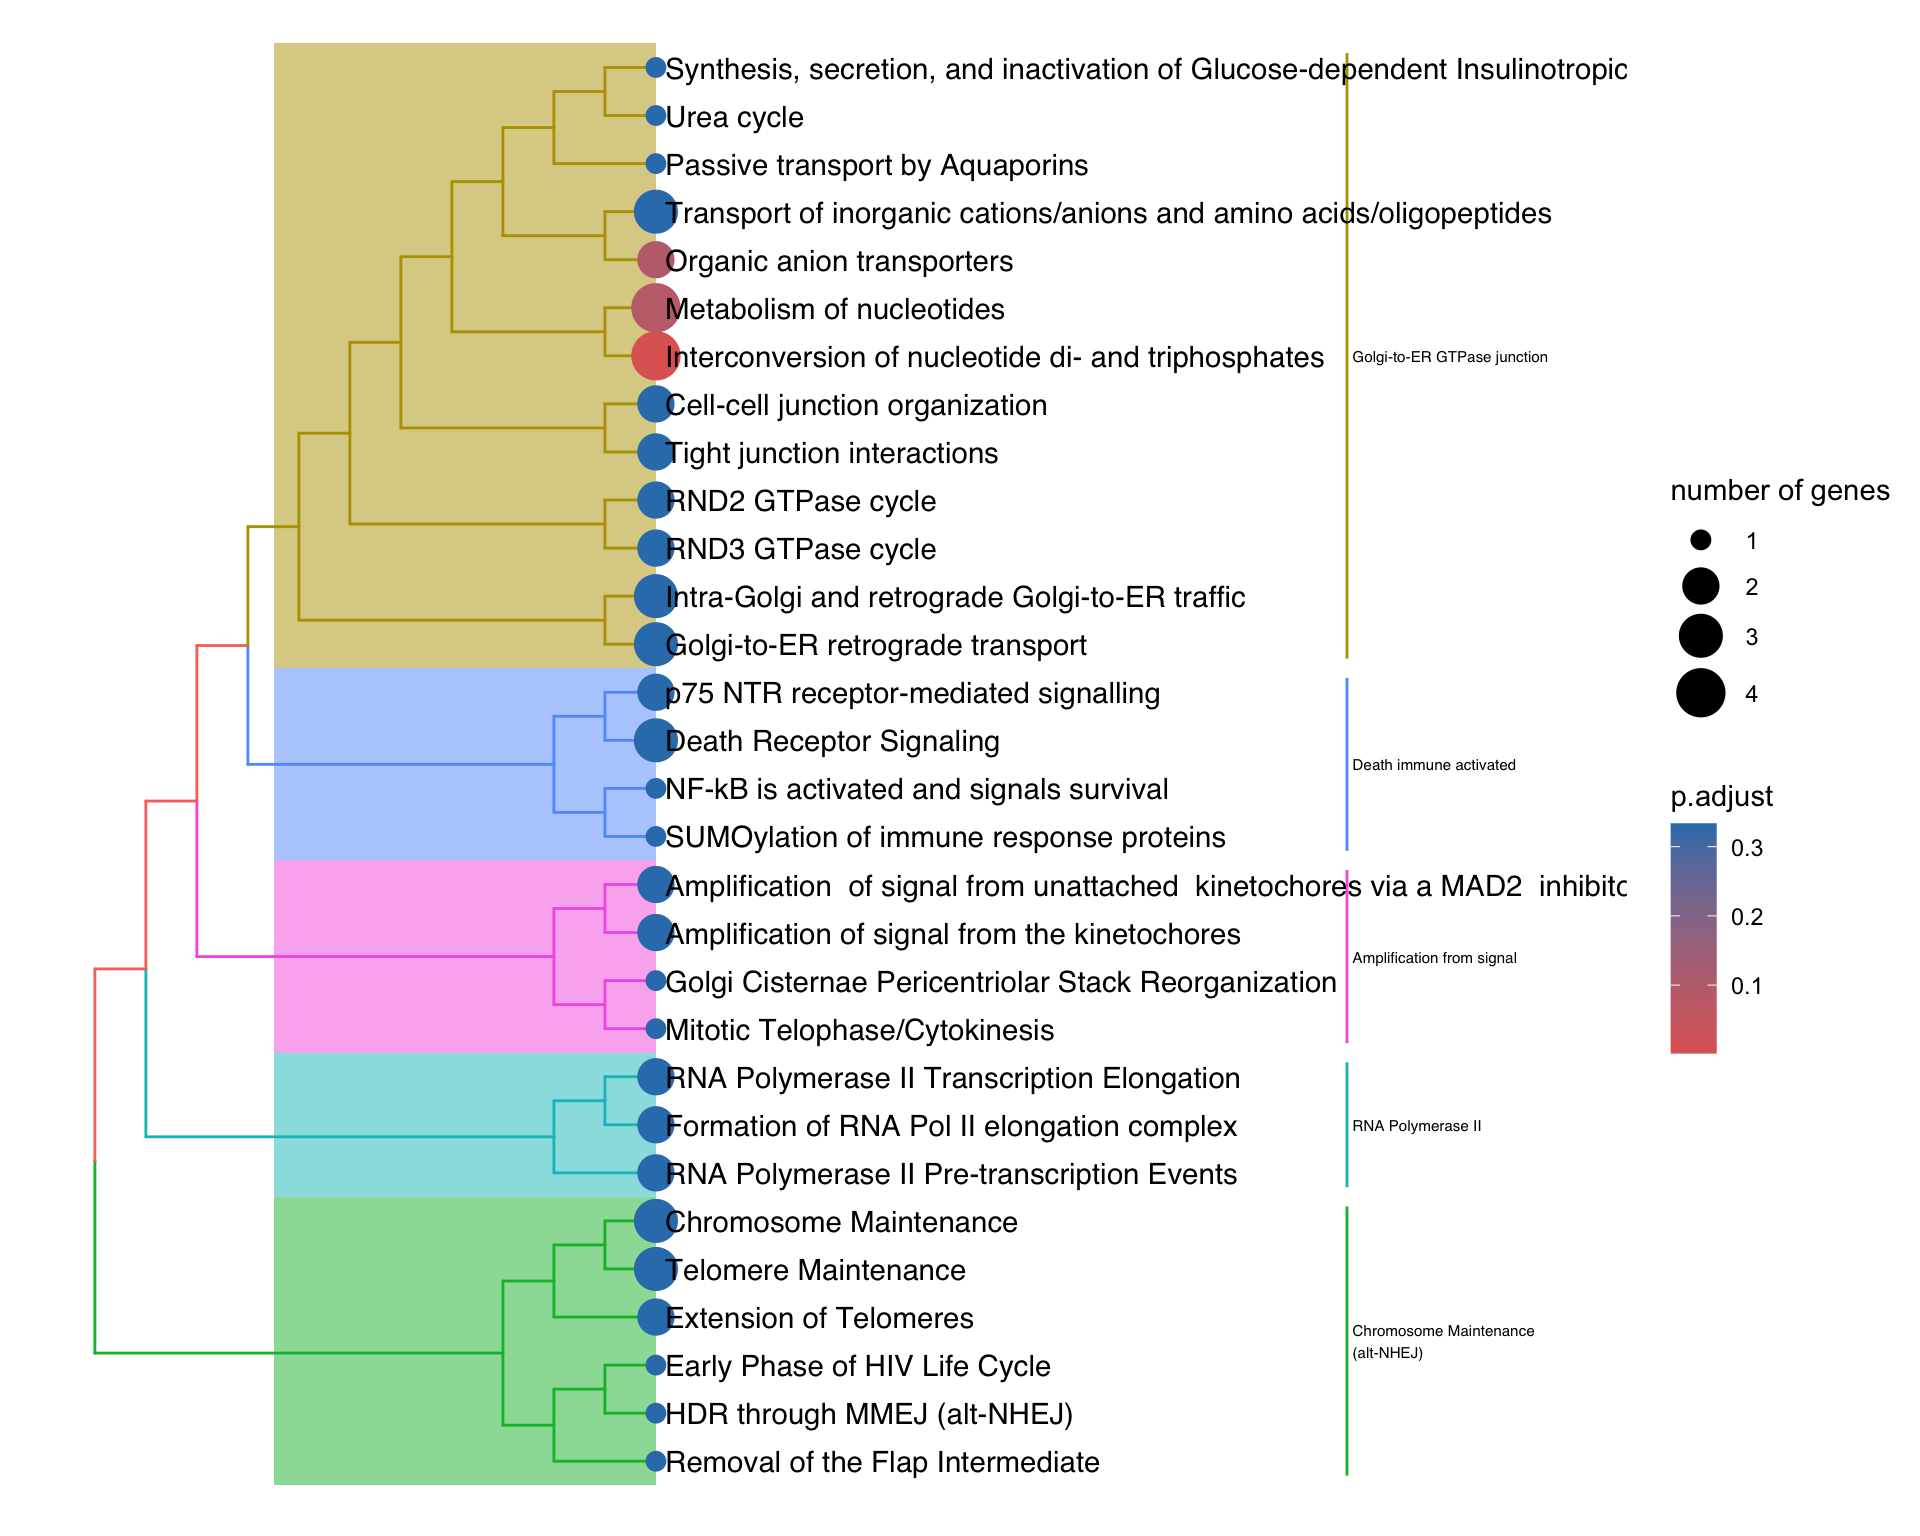 Synthesis, secretion, and inactivation of Glucose-dependent Insulinotropic
Urea cycle
Passive transport by Aquaporins
Transport of inorganic cations/anions and amino acids/oligopeptides
Organic anion transporters
Metabolism of nucleotides
Interconversion of nucleotide di- and triphosphates
Cell-cell junction organization
Tight junction interactions
RND2 GTPase cycle
RND3 GTPase cycle
Intra-Golgi and retrograde Golgi-to-ER traffic
Golgi-to-ER retrograde transport
p75 NTR receptor-mediated signalling
Death Receptor Signaling
NF-kB is activated and signals survival
SUMOylation of immune response proteins
Amplification  of signal from unattached  kinetochores via a MAD2  inhibito
Amplification of signal from the kinetochores
Golgi Cisternae Pericentriolar Stack Reorganization
Mitotic Telophase/Cytokinesis
RNA Polymerase II Transcription Elongation
Formation of RNA Pol II elongation complex
RNA Polymerase II Pre-transcription Events
Chromosome Maintenance
Telomere Maintenance
Extension of Telomeres
Early Phase of HIV Life Cycle
HDR through MMEJ (alt-NHEJ)
Removal of the Flap Intermediate
Golgi-to-ER GTPase junction
Death immune activated
Amplification from signal
RNA Polymerase II
Chromosome Maintenance
(alt-NHEJ)
number of genes
1
2
3
4
p.adjust
0.3
0.2
0.1